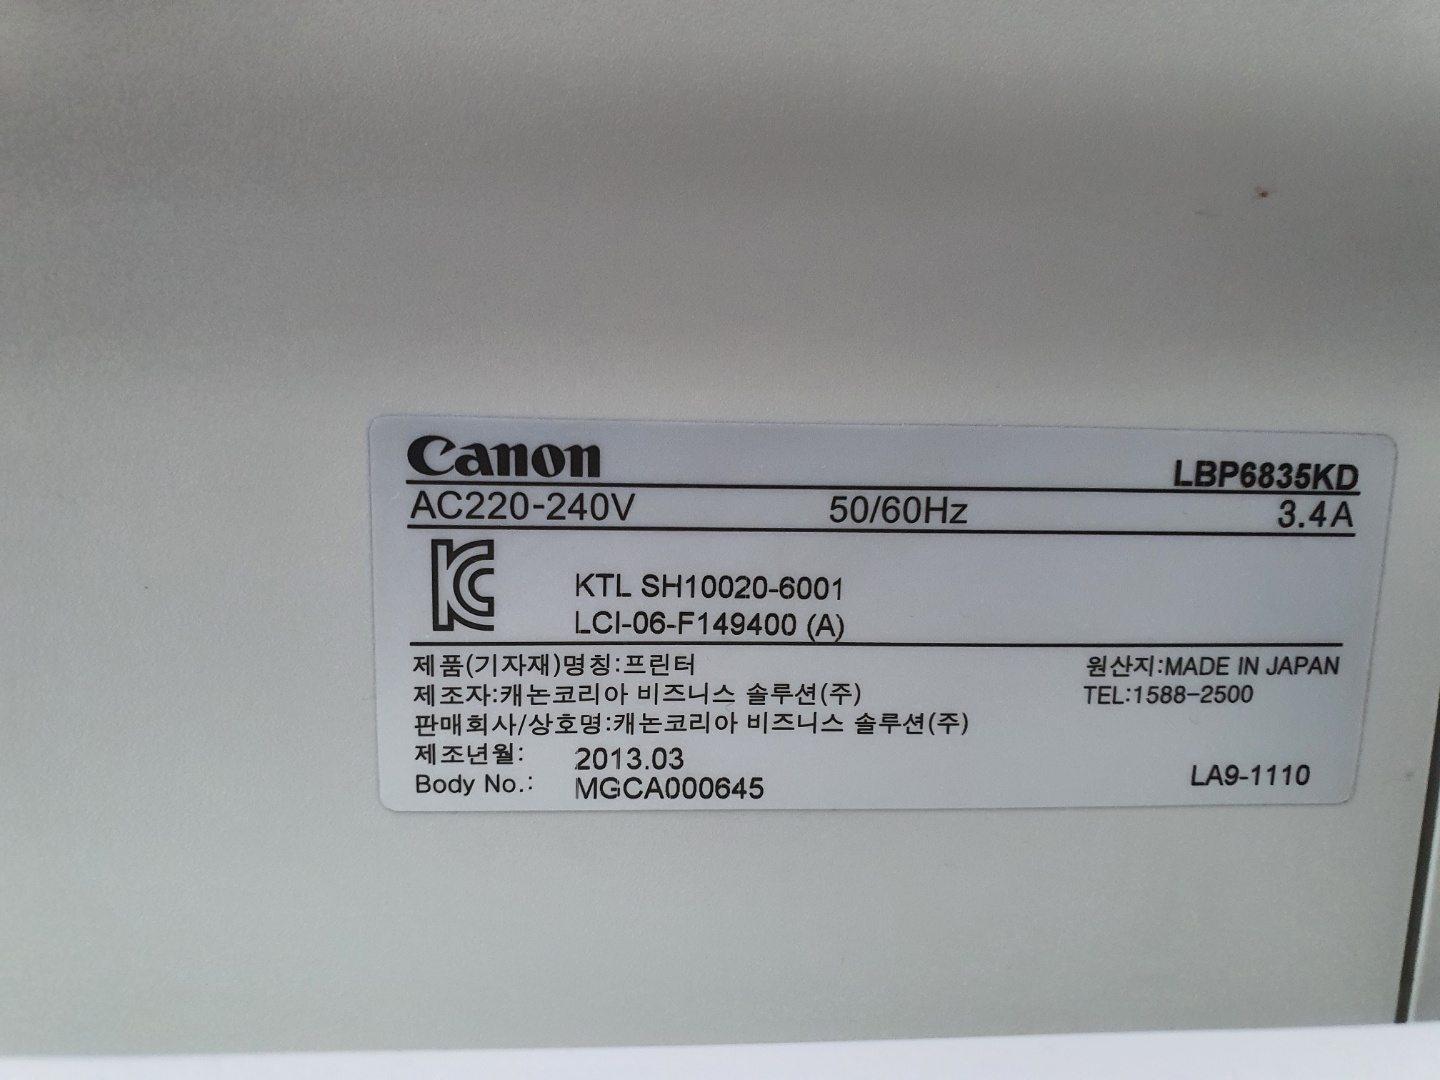 Canon
LBP6835KD
AC220-240V 50/60Hz 3.4A
KC
KTL SH10020-6001
LCI-06-F149400 (A)
제품(기자재)명칭:프린터 원산지:MADE IN JAPAN
제조자:캐논코리아 비즈니스 솔루션(주) TEL:1588-2500
판매회사/상호명:캐논코리아 비즈니스 솔루션(주)
제조년월: 2013.03
Body No.: MGCA000645 LA9-1110